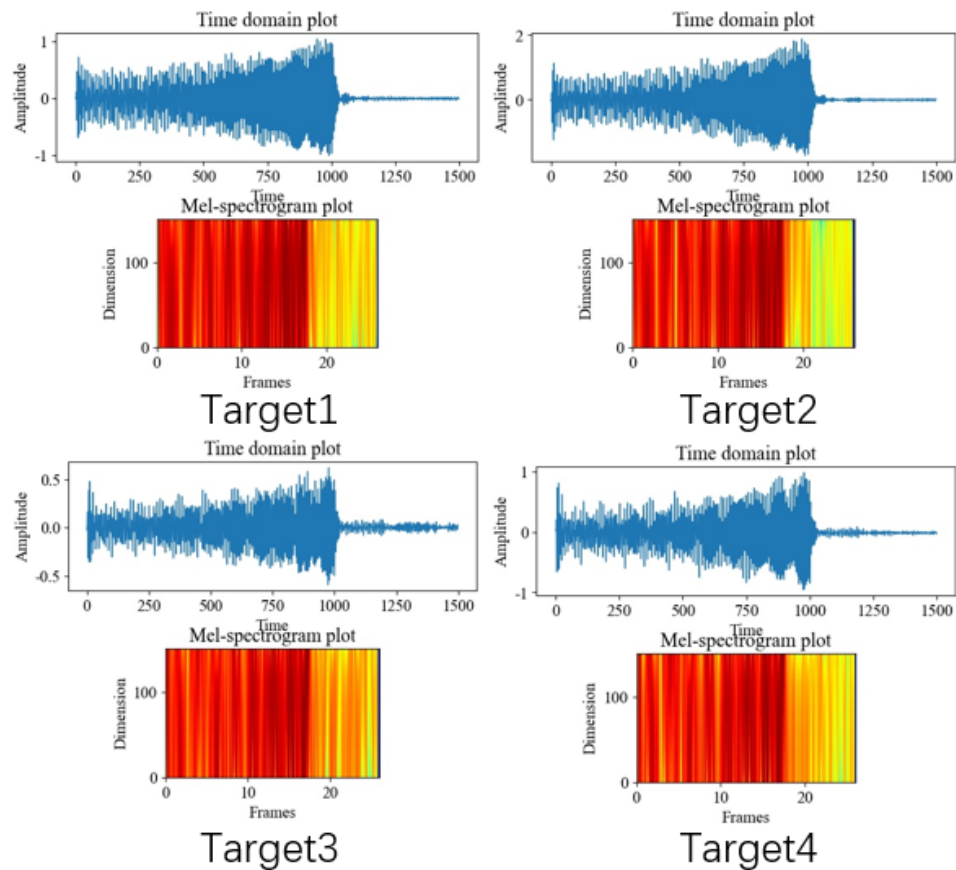 Time domain plot
Amplitude
1
0
-1
0 250 500 750 1000 1250 1500
Time
Mel-spectrogram plot
Dimension
100
0
0 10 20
Frames
Target1
Time domain plot
Amplitude
2
0
0 250 500 750 1000 1250 1500
Time
Mel-spectrogram plot
Dimension
100
0
0 10 20
Frames
Target2
Time domain plot
Amplitude
0.5
0.0
-0.5
0 250 500 750 1000 1250 1500
Time
Mel-spectrogram plot
Dimension
100
0
0 20
Frames
Target3
Time domain plot
Amplitude
1
0
-1
0 250 500 750 1000 1250 1500
Time
Mel-spectrogram plot
Dimension
100
0
0 10 20
Frames
Target4